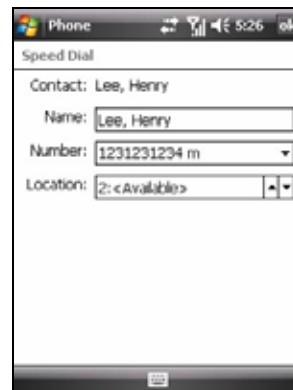 Phone 5:26 ok
Speed Dial
Contact: Lee, Henry
Name: Lee, Henry
Number: 1231231234 m
Location: 2:<Available>